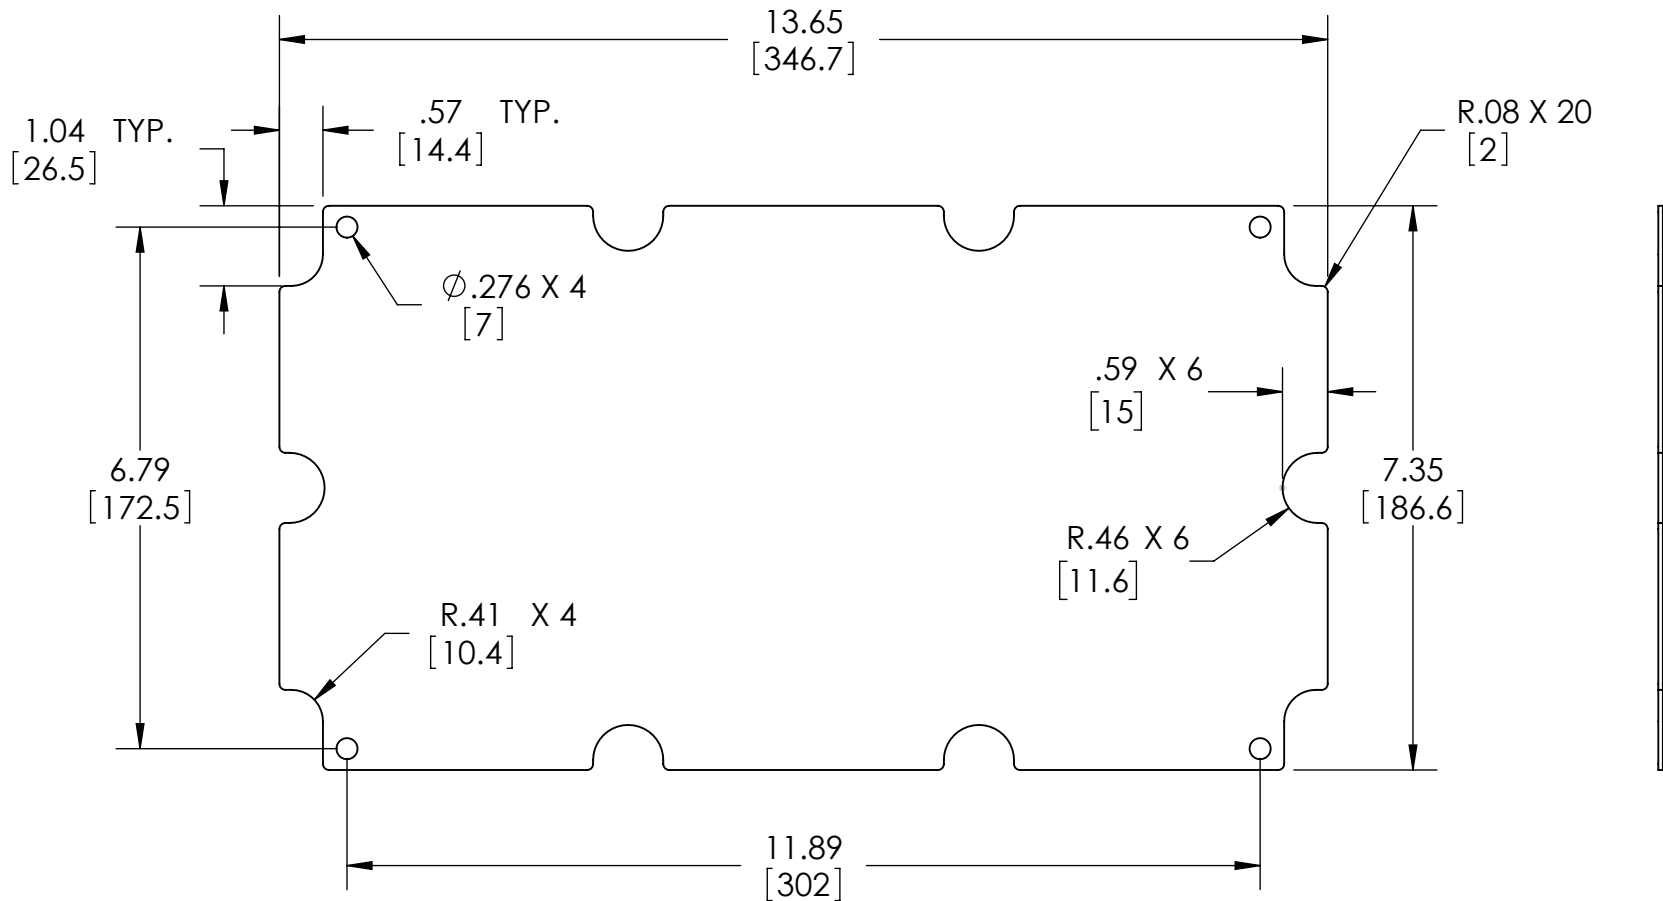 13.65
[346.7]
1.04 TYP.
[26.5]
.57 TYP.
[14.4]
R.08 X 20
[2]
∅.276 X 4
[7]
.59 X 6
[15]
6.79
[172.5]
7.35
[186.6]
R.46 X 6
[11.6]
R.41 X 4
[10.4]
11.89
[302]